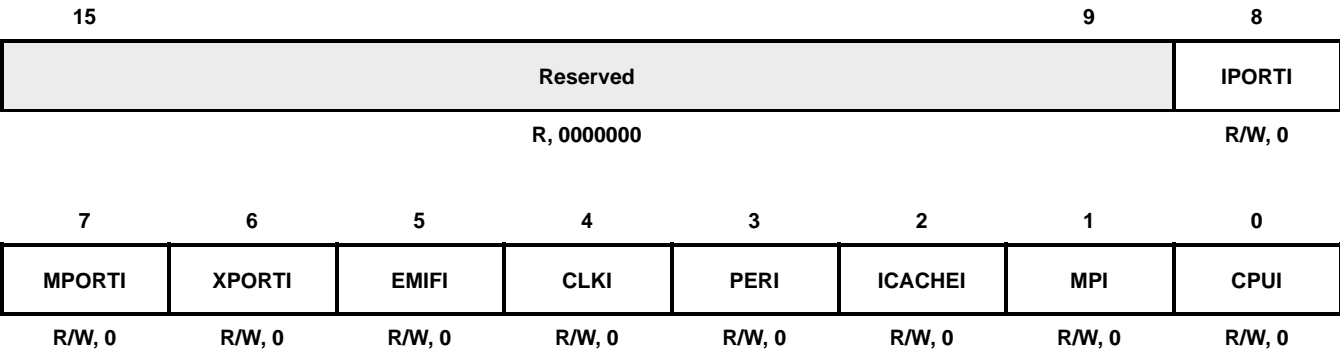 15 9 8
Reserved IPORTI
R, 0000000 R/W, 0
7 6 5 4 3 2 1 0
MPORTI XPORTI EMIFI CLKI PERI ICACHEI MPI CPUI
R/W, 0 R/W, 0 R/W, 0 R/W, 0 R/W, 0 R/W, 0 R/W, 0 R/W, 0